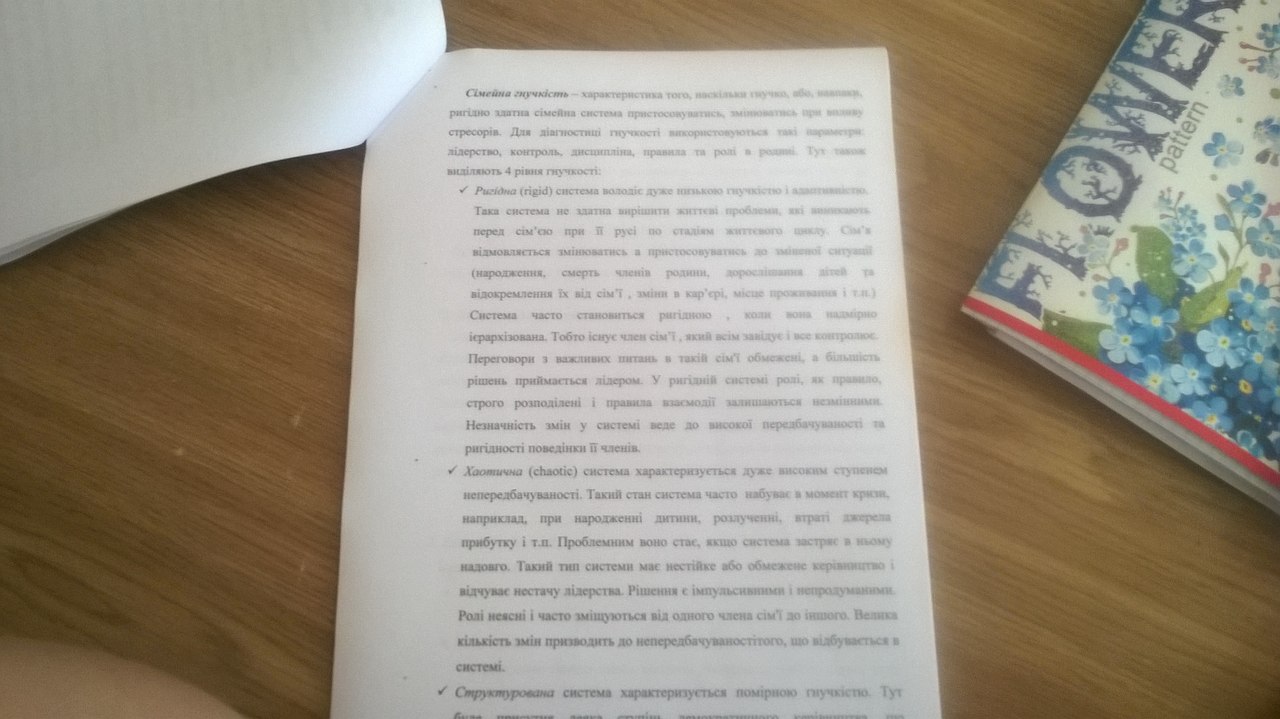 Сімейна гнучкість – характеристика того, наскільки гнучко, або, навпаки,
ригідно здатна сімейна система пристосовуватись, змінюватись при впливу
стресорів. Для діагностиці гнучкості використовуються такі параметри:
лідерство, контроль, дисципліна, правила та ролі в родині. Тут також
виділяють 4 рівня гнучкості:
✓ Ригідна (rigid) система володіє дуже низькою гнучкістю і адаптивністю.
Така система не здатна вирішити життєві проблеми, які виникають
перед сім'єю при її русі по стадіям життєвого циклу. Сім'я
відмовляється змінюватись а пристосовуватись до зміненої ситуації
(народження, смерть членів родини, дорослішання дітей та
відокремлення їх від сім'ї , зміни в кар'єрі, місце проживання і т.п.)
Система часто становиться ригідною , коли вона надмірно
ієрархізована. Тобто існує член сім'ї , який всім завідує і все контролює.
Переговори з важливих питань в такій сім'ї обмежені, а більшість
рішень приймається лідером. У ригідній системі ролі, як правило,
строго розподілені і правила взаємодії залишаються незмінними.
Незначність змін у системі веде до високої передбачуваності та
ригідності поведінки її членів.
✓ Хаотична (chaotic) система характеризується дуже високим ступенем
непередбачуваності. Такий стан система часто набуває в момент кризи,
наприклад, при народженні дитини, розлученні, втраті джерела
прибутку і т.п. Проблемним воно стає, якщо система застряє в ньому
надовго. Такий тип системи має нестійке або обмежене керівництво і
відчуває нестачу лідерства. Рішення є імпульсивними і непродуманими.
Ролі неясні і часто зміщуються від одного члена сім'ї до іншого. Велика
кількість змін призводить до непередбачуваностітого, що відбувається в
системі.
✓ Структурована система характеризується помірною гнучкістю. Тут
FLOWER
pattern